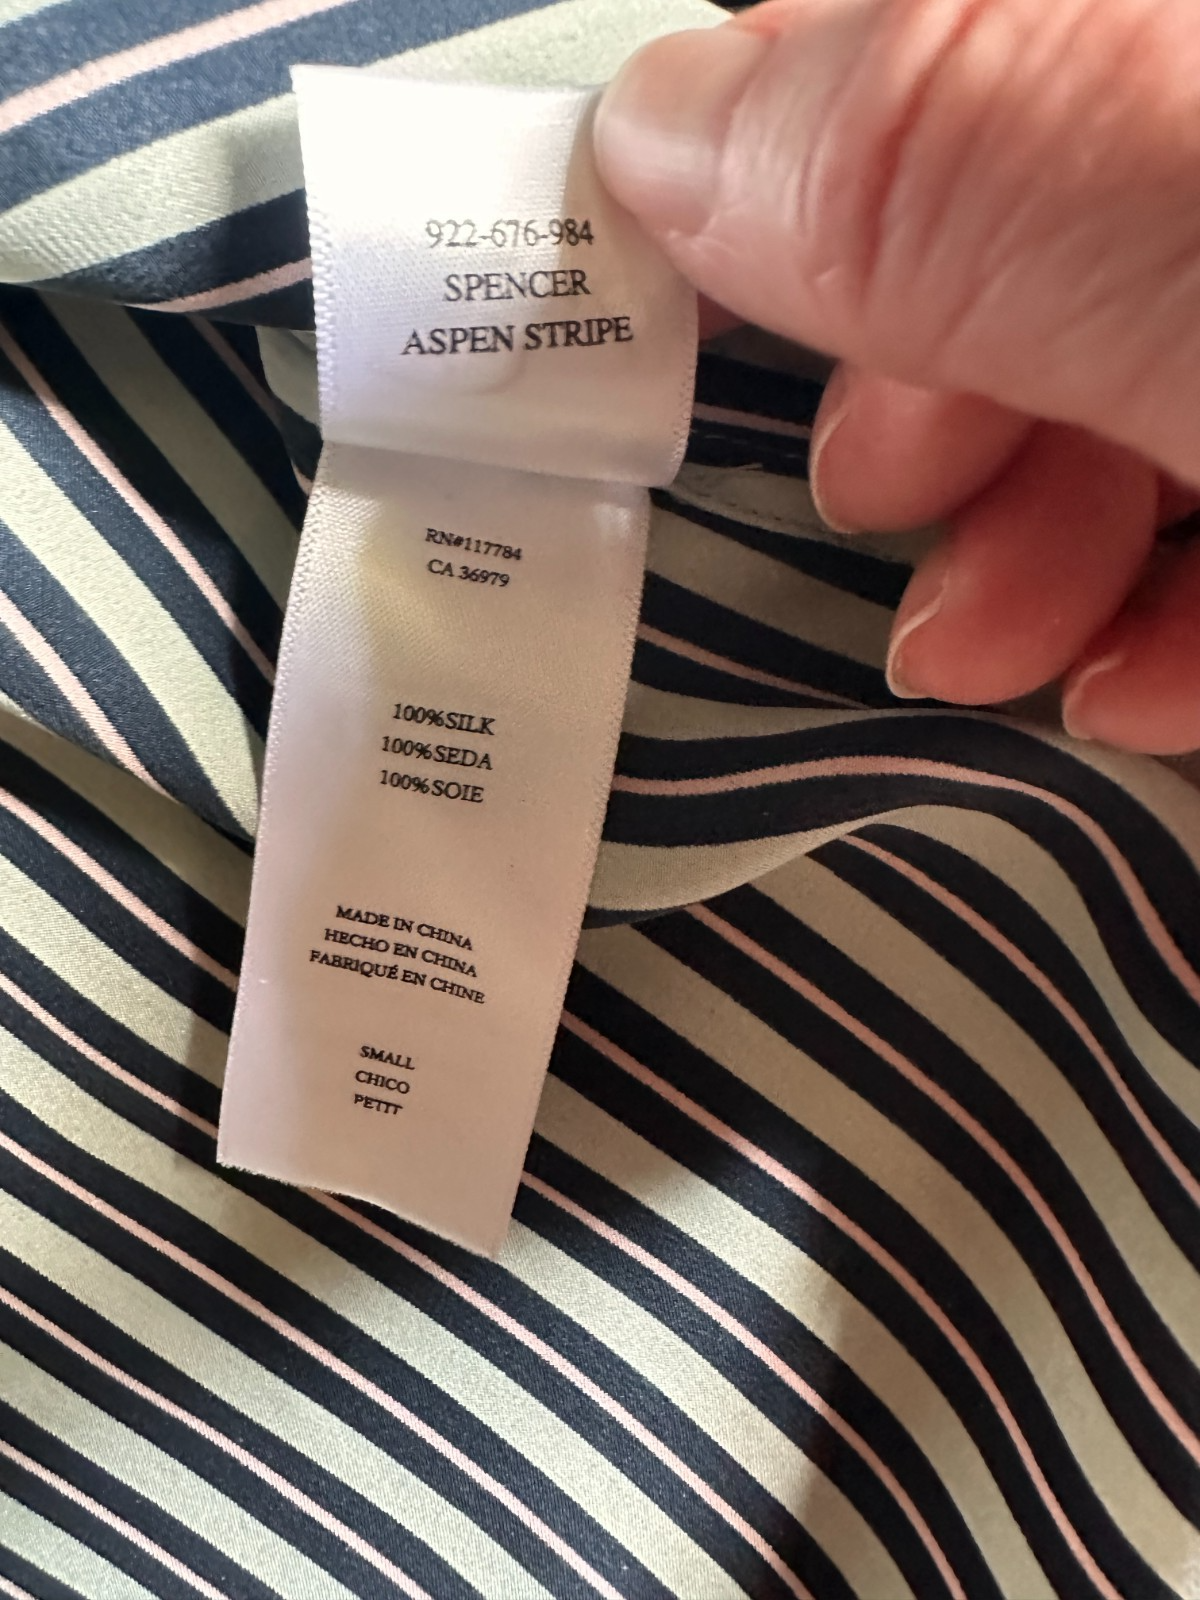 922-676-984
SPENCER
ASPEN STRIPE
RN#117784
CA 36979
100%SILK
100%SEDA
100%SOIE
MADE IN CHINA
HECHO EN CHINA
FABRIQUÉ EN CHINE
SMALL
CHICO
PETIT